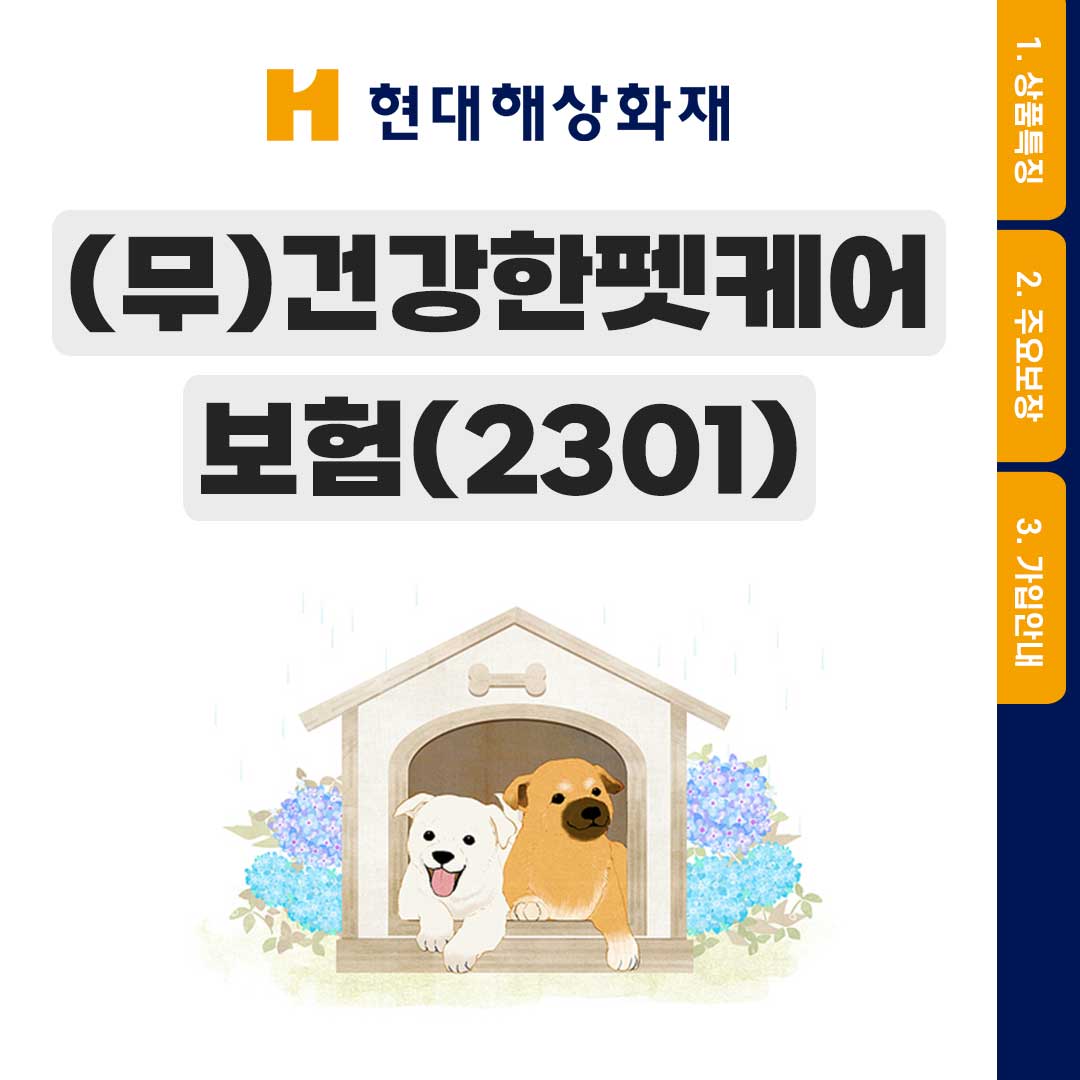 현대해상화재
(무)건강한펫케어
보험(2301)
1. 상품특징
2. 주요보장
3. 가입안내